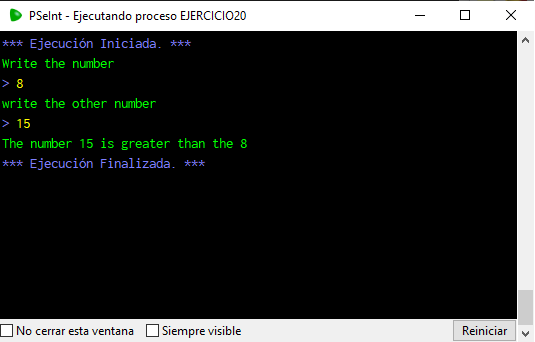 PSeInt - Ejecutando proceso EJERCICIO20
*** Ejecución Iniciada. ***
Write the number
> 8
write the other number
> 15
The number 15 is greater than the 8
*** Ejecución Finalizada. ***
No cerrar esta ventana Siempre visible Reiniciar